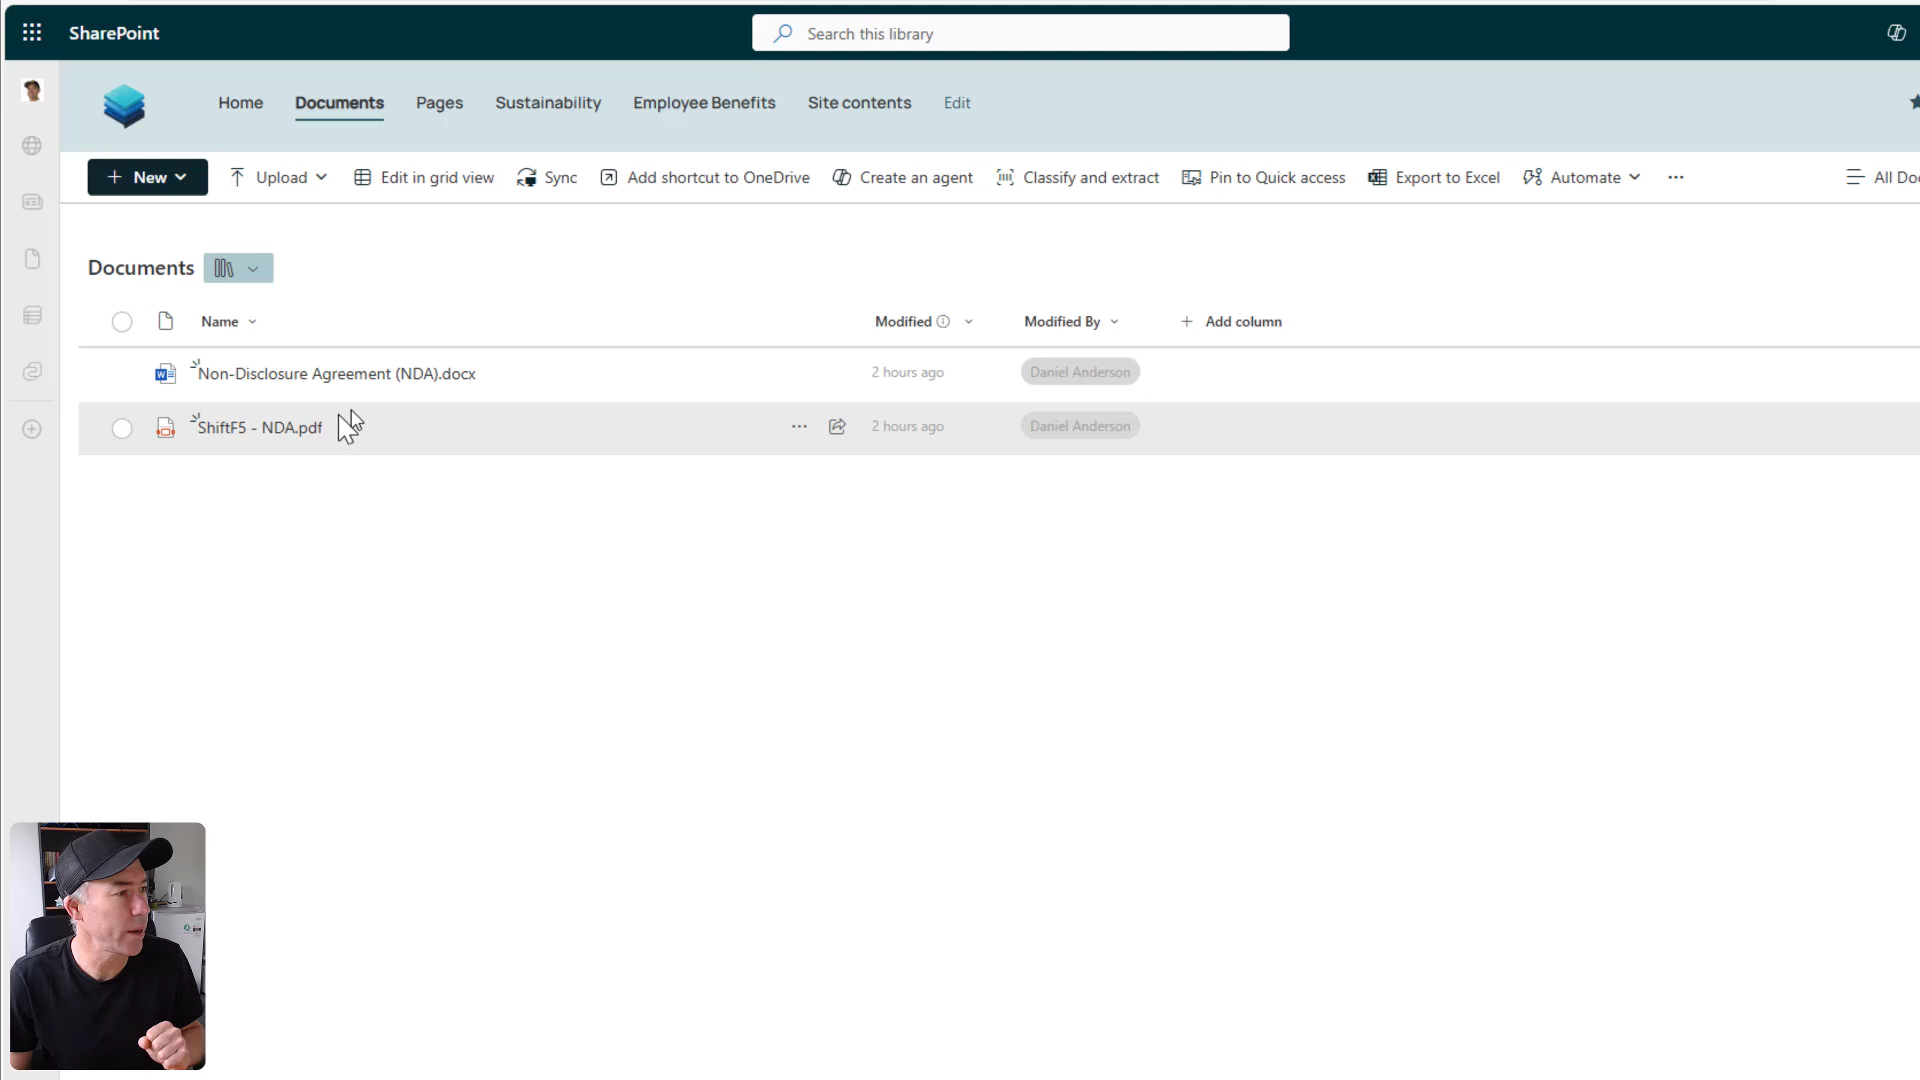 SharePoint
Search this library
Home Documents Pages Sustainability Employee Benefits Site contents Edit
New Upload Edit in grid view Sync Add shortcut to OneDrive Create an agent Classify and extract Pin to Quick access Export to Excel Automate ... All Doc
Documents
Name Modified Modified By + Add column
Non-Disclosure Agreement (NDA).docx 2 hours ago Daniel Anderson
ShiftF5 - NDA.pdf ... 2 hours ago Daniel Anderson